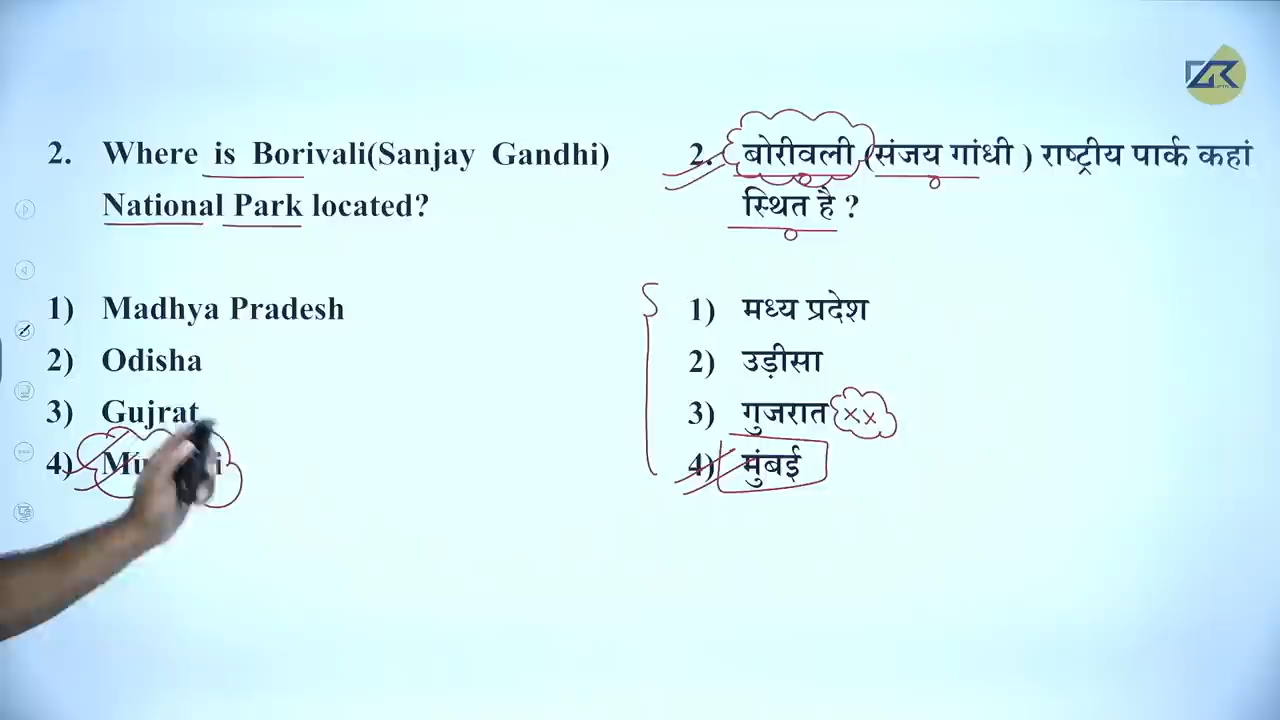 2. Where is Borivali(Sanjay Gandhi)
National Park located?
1) Madhya Pradesh
2) Odisha
3) Gujrat
4)
2. बोरीवली (संजय गांधी ) राष्ट्रीय पार्क कहां
स्थित है ?
1) मध्य प्रदेश
2) उड़ीसा
3) गुजरात xx
4) मुंबई